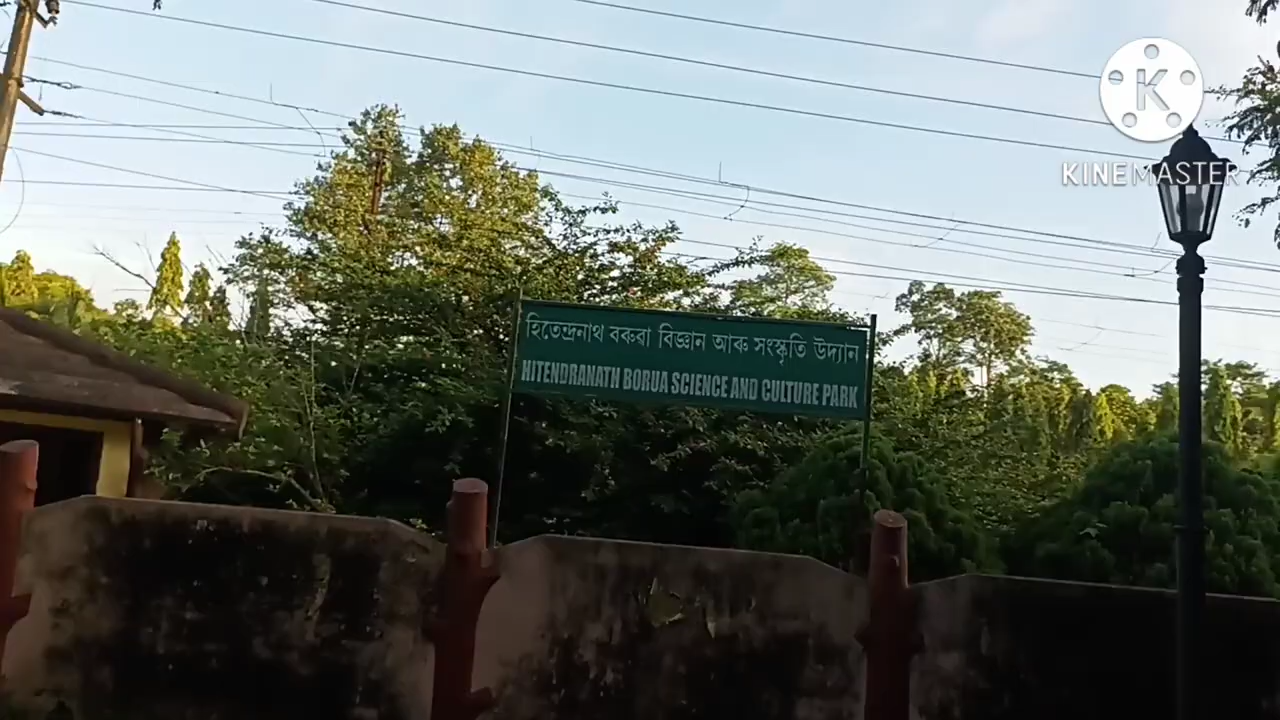 হিতেন্দ্ৰনাথ বৰুৱা বিজ্ঞান আৰু সংস্কৃতি উদ্যান
HITENDRANATH BORUA SCIENCE AND CULTURE PARK
K
KINEMASTER